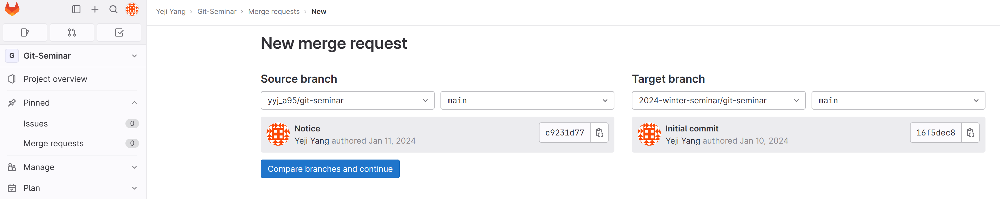 Yeji Yang › Git-Seminar › Merge requests › New
G Git-Seminar
Project overview
Pinned
Issues 0
Merge requests 0
Manage
Plan
New merge request
Source branch
yyj_a95/git-seminar main
Notice
Yeji Yang authored Jan 11, 2024
c9231d77
Compare branches and continue
Target branch
2024-winter-seminar/git-seminar main
Initial commit
Yeji Yang authored Jan 10, 2024
16f5dec8